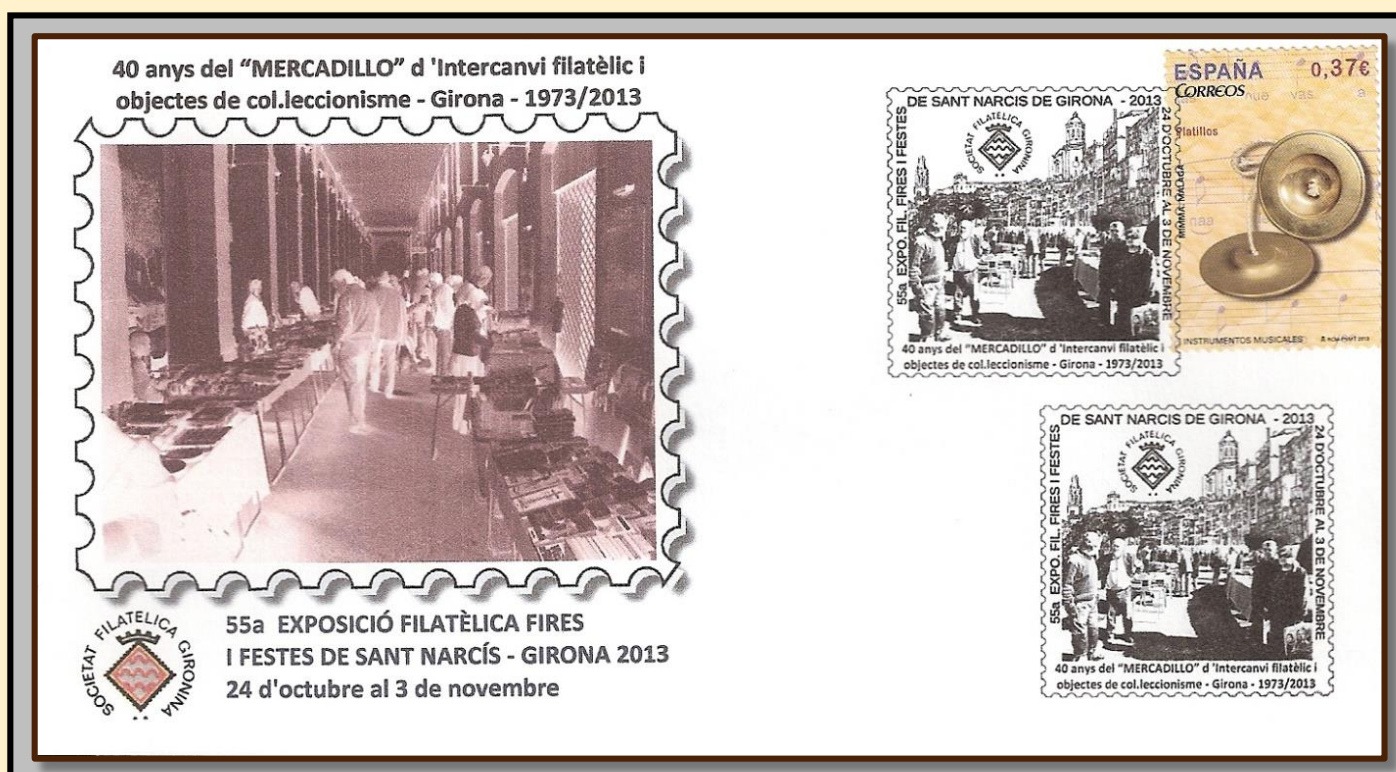 40 anys del “MERCADILLO” d 'Intercanvi filatèlic i
objectes de col.leccionisme - Girona - 1973/2013
SOCIETAT FILATELICA GIRONINA
55a EXPOSICIÓ FILATÈLICA FIRES
I FESTES DE SANT NARCÍS - GIRONA 2013
24 d'octubre al 3 de novembre
55a EXPO. FIL. FIRES I FESTES
DE SANT NARCIS DE GIRONA - 2013
24 D'OCTUBRE AL 3 DE NOVEMBRE
SOCIETAT FILATELICA GIRONINA
40 anys del “MERCADILLO” d 'Intercanvi filatèlic i
objectes de col.leccionisme - Girona - 1973/2013
ESPAÑA 0,37€
CORREOS
nue vas a
Platillos
INSTRUMENTOS MUSICALES
55a EXPO. FIL. FIRES I FESTES
DE SANT NARCIS DE GIRONA - 2013
24 D'OCTUBRE AL 3 DE NOVEMBRE
SOCIETAT FILATELICA GIRONINA
40 anys del “MERCADILLO” d 'Intercanvi filatèlic i
objectes de col.leccionisme - Girona - 1973/2013